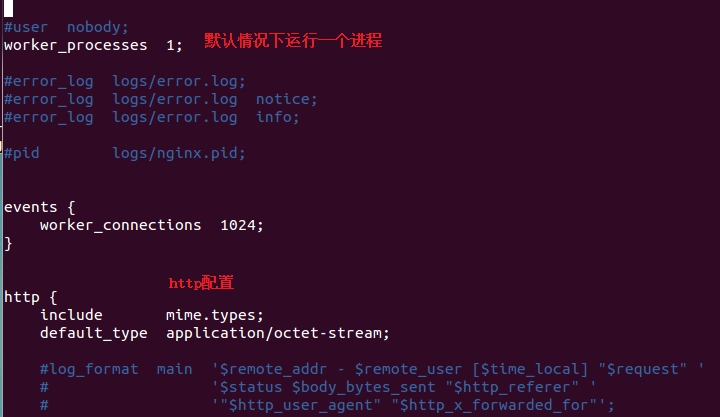 #user  nobody;
worker_processes  1;  默认情况下运行一个进程
#error_log  logs/error.log;
#error_log  logs/error.log  notice;
#error_log  logs/error.log  info;
#pid        logs/nginx.pid;
events {
    worker_connections  1024;
}
http配置
http {
    include       mime.types;
    default_type  application/octet-stream;
    #log_format  main  '$remote_addr - $remote_user [$time_local] "$request" '
    #                  '$status $body_bytes_sent "$http_referer" '
    #                  '"$http_user_agent" "$http_x_forwarded_for"';